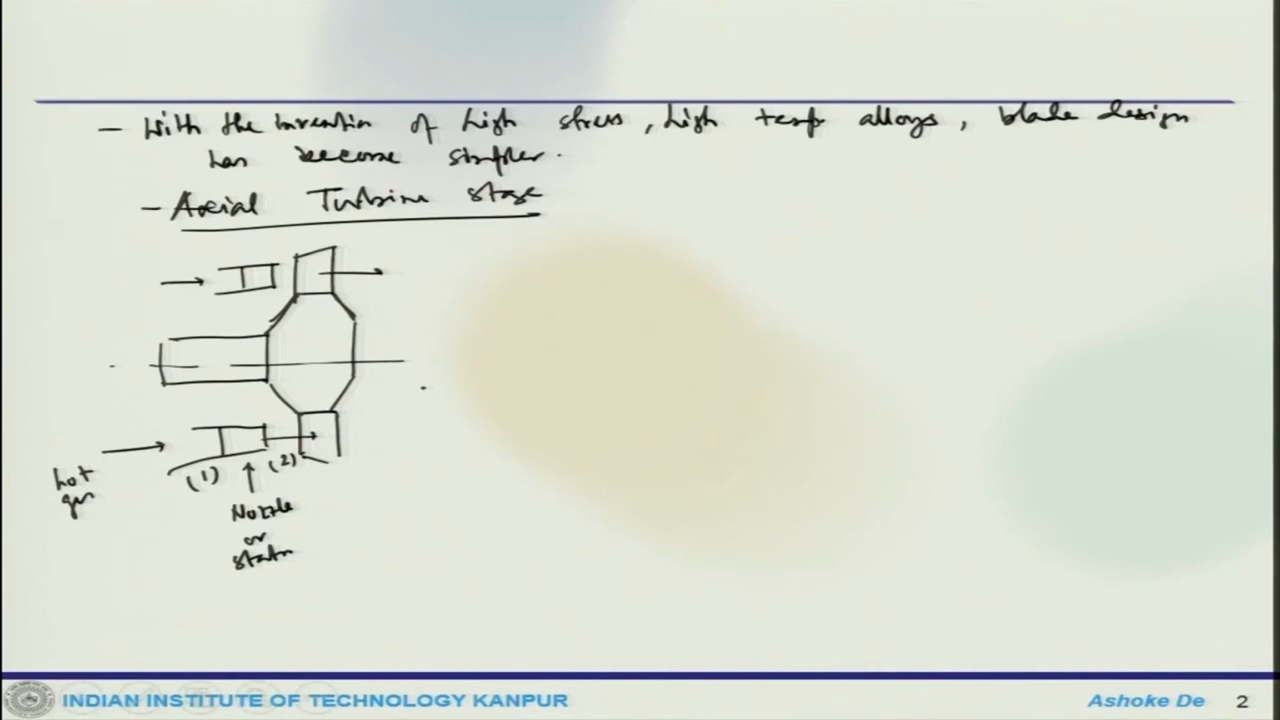 - With the invention of high stress, high temp alloys, blade design
has become simpler.
- Axial Turbine stage
hot
gas
(1)
(2)
Nozzle
or
stator
INDIAN INSTITUTE OF TECHNOLOGY KANPUR
Ashoke De
2